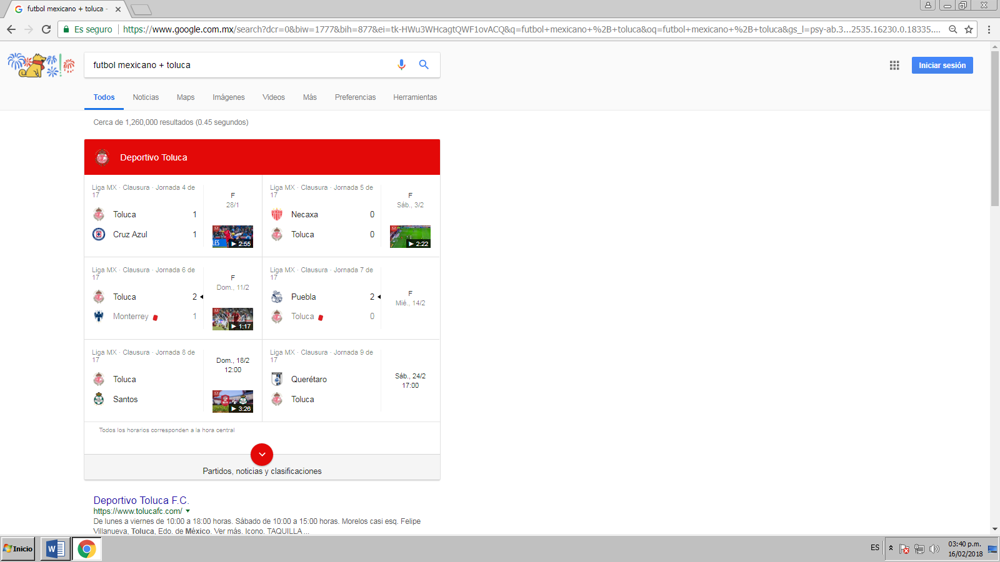 futbol mexicano + toluca -
Es seguro
https://www.google.com.mx/search?dcr=0&biw=1777&bih=877&ei=tk-HWu3WHcagtQWF1ovACQ&q=futbol+mexicano+%2B+toluca&oq=futbol+mexicano+%2B+toluca&gs_l=psy-ab.3...2535.16230.0.18335....
futbol mexicano + toluca
Iniciar sesión
Todos Noticias Maps Imágenes Videos Más Preferencias Herramientas
Cerca de 1,260,000 resultados (0.45 segundos)
Deportivo Toluca
Liga MX · Clausura · Jornada 4 de
17
F
28/1
Toluca 1
Cruz Azul 1
2:55
Liga MX · Clausura · Jornada 5 de
17
F
Sáb., 3/2
Necaxa 0
Toluca 0
2:22
Liga MX · Clausura · Jornada 6 de
17
F
Dom., 11/2
Toluca 2
Monterrey 1
1:17
Liga MX · Clausura · Jornada 7 de
17
F
Mié., 14/2
Puebla 2
Toluca 0
Liga MX · Clausura · Jornada 8 de
17
Dom., 18/2
12:00
Toluca
Santos
3:26
Liga MX · Clausura · Jornada 9 de
17
Sáb., 24/2
17:00
Querétaro
Toluca
Todos los horarios corresponden a la hora central
Partidos, noticias y clasificaciones
Deportivo Toluca F.C.
https://www.tolucafc.com/
De lunes a viernes de 10:00 a 18:00 horas. Sábado de 10:00 a 15:00 horas. Morelos casi esq. Felipe
Villanueva, Toluca, Edo. de México. Ver más. Icono. TAQUILLA ...
Inicio
ES
03:40 p.m.
16/02/2018